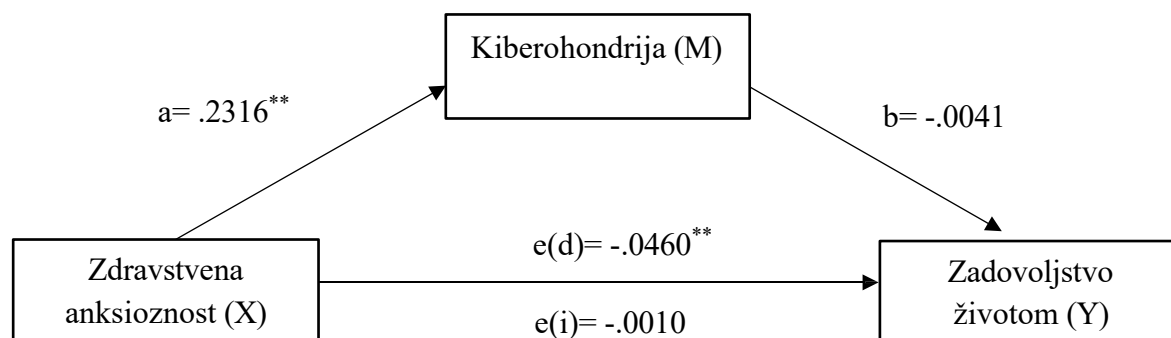 Kiberohondrija (M)
a= .2316**
b= -.0041
e(d)= -.0460**
Zdravstvena
anksioznost (X)
Zadovoljstvo
životom (Y)
e(i)= -.0010